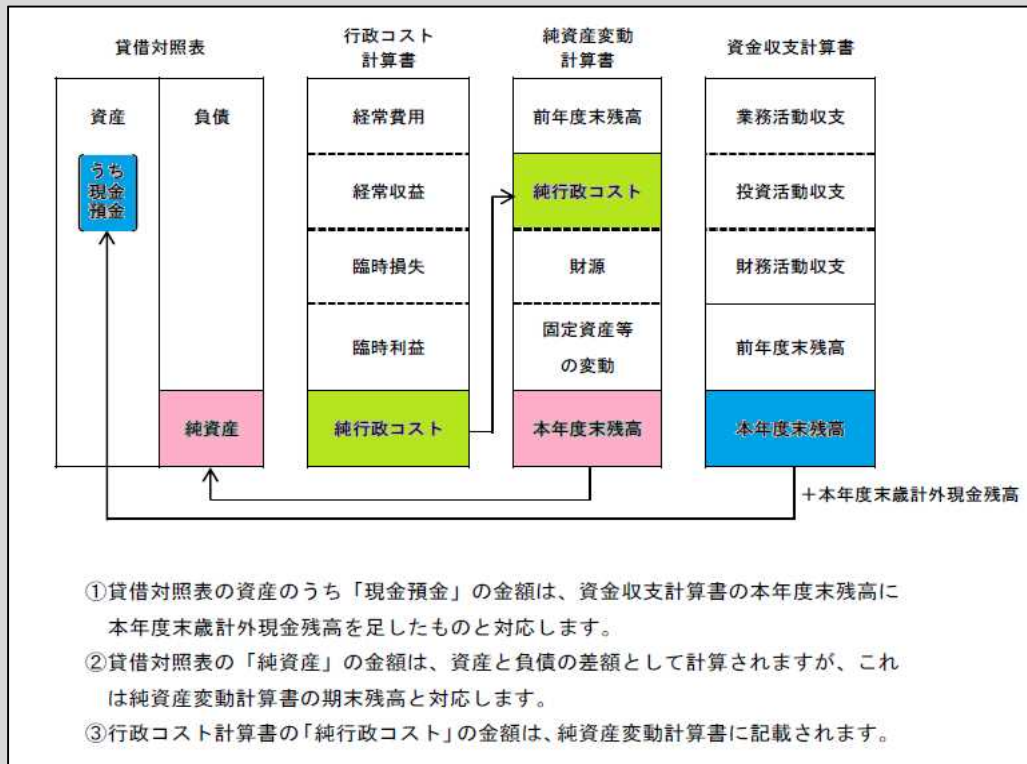 貸借対照表
行政コスト
計算書
純資産変動
計算書
資金収支計算書
資産
負債
うち
現金
預金
純資産
経常費用
経常収益
臨時損失
臨時利益
純行政コスト
前年度末残高
純行政コスト
財源
固定資産等
の変動
本年度末残高
業務活動収支
投資活動収支
財務活動収支
前年度末残高
本年度末残高
＋本年度末歳計外現金残高
①貸借対照表の資産のうち「現金預金」の金額は、資金収支計算書の本年度末残高に
本年度末歳計外現金残高を足したものと対応します。
②貸借対照表の「純資産」の金額は、資産と負債の差額として計算されますが、これ
は純資産変動計算書の期末残高と対応します。
③行政コスト計算書の「純行政コスト」の金額は、純資産変動計算書に記載されます。